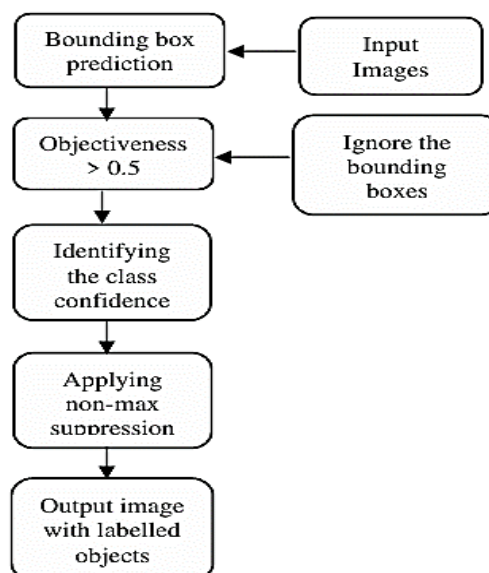 Bounding box
prediction
Input
Images
Objectiveness
> 0.5
Ignore the
bounding
boxes
Identifying
the class
confidence
Applying
non-max
suppression
Output image
with labelled
objects